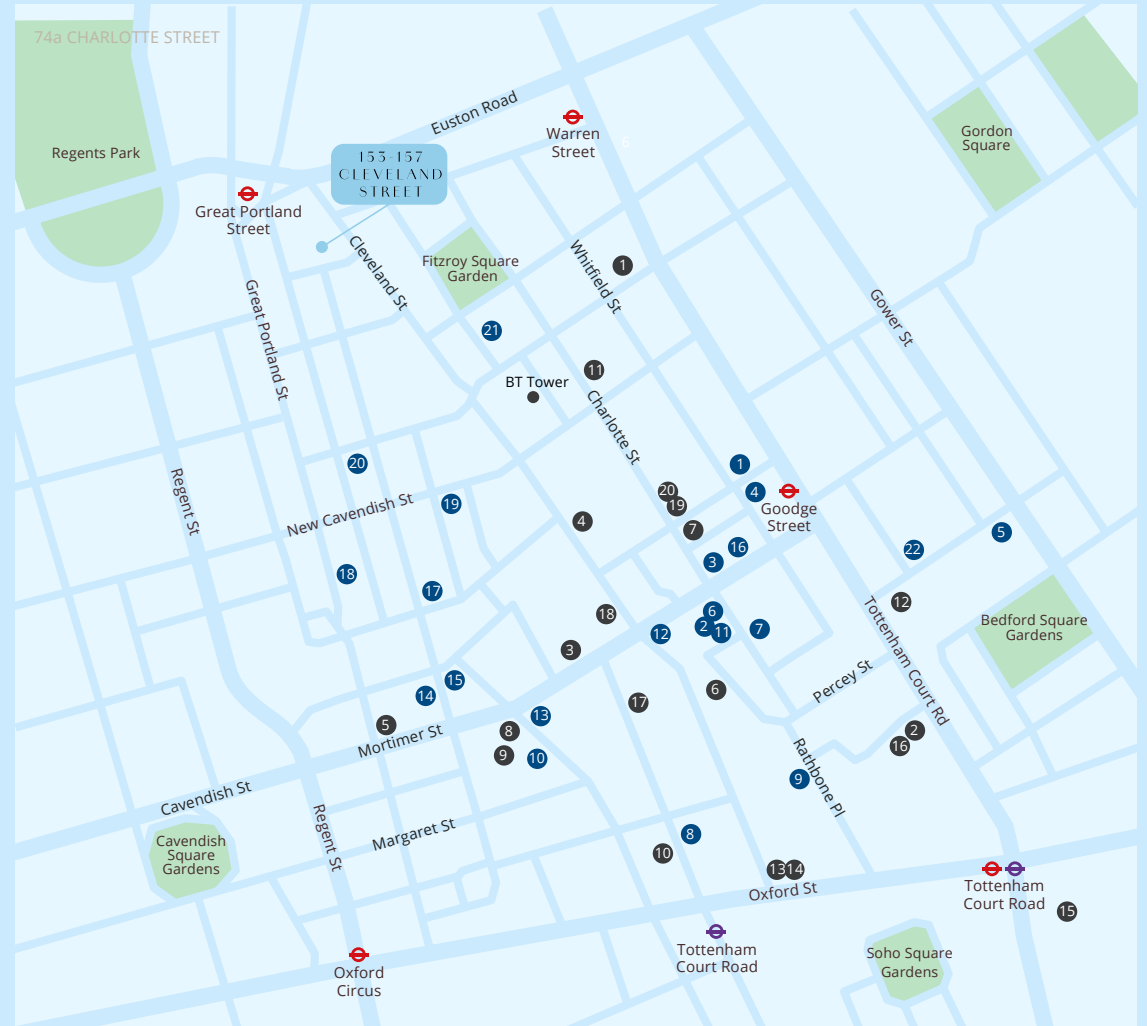 74a CHARLOTTE STREET
Euston Road
Warren
Street
6
Gordon
Square
Regents Park
153-157
CLEVELAND
STREET
Great Portland
Street
Cleveland St
Fitzroy Square
Garden
Whitfield St
1
Great Portland St
Gower St
21
11
BT Tower
Charlotte St
20
1
20
4
Goodge
Street
19
19
New Cavendish St
Regent St
4
7
16
3
5
22
18
17
12
Tottenham Court Rd
Bedford Square
Gardens
18
6
2
11
7
12
3
Percey St
15
14
6
17
5
Mortimer St
13
8
9
10
2
16
Rathbone Pl
9
Cavendish St
Regent St
Margaret St
8
10
Cavendish
Square
Gardens
13
14
Oxford St
Tottenham
Court Road
15
Tottenham
Court Road
Soho Square
Gardens
Oxford
Circus